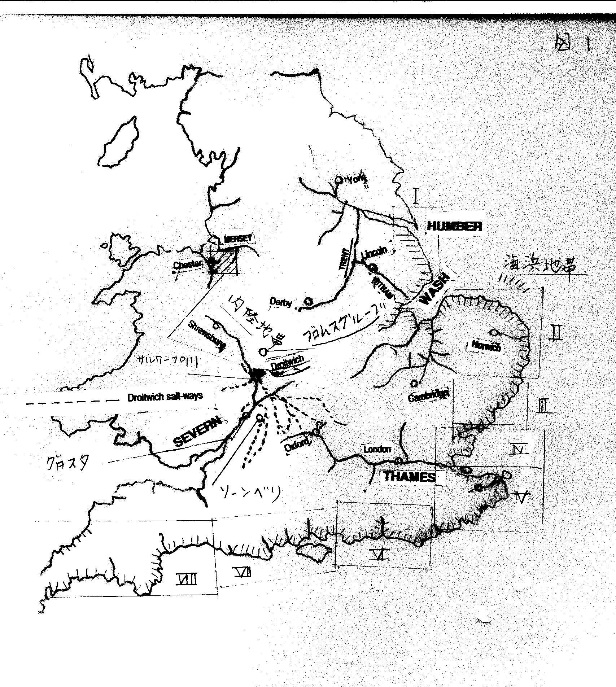 図 1
York
I
HUMBER
MERSEY
Chester
TRENT
Lincoln
WITHAM
WASH
海浜地帯
Derby
内陸地帯
ブロムスグループ
Shrewsbury
II
Norwich
サルワープ川
Droitwich
Droitwich salt-ways
Cambridge
SEVERN
Oxford
London
IV
グロスタ
THAMES
V
ソーンベリ
VI
VII
VIII